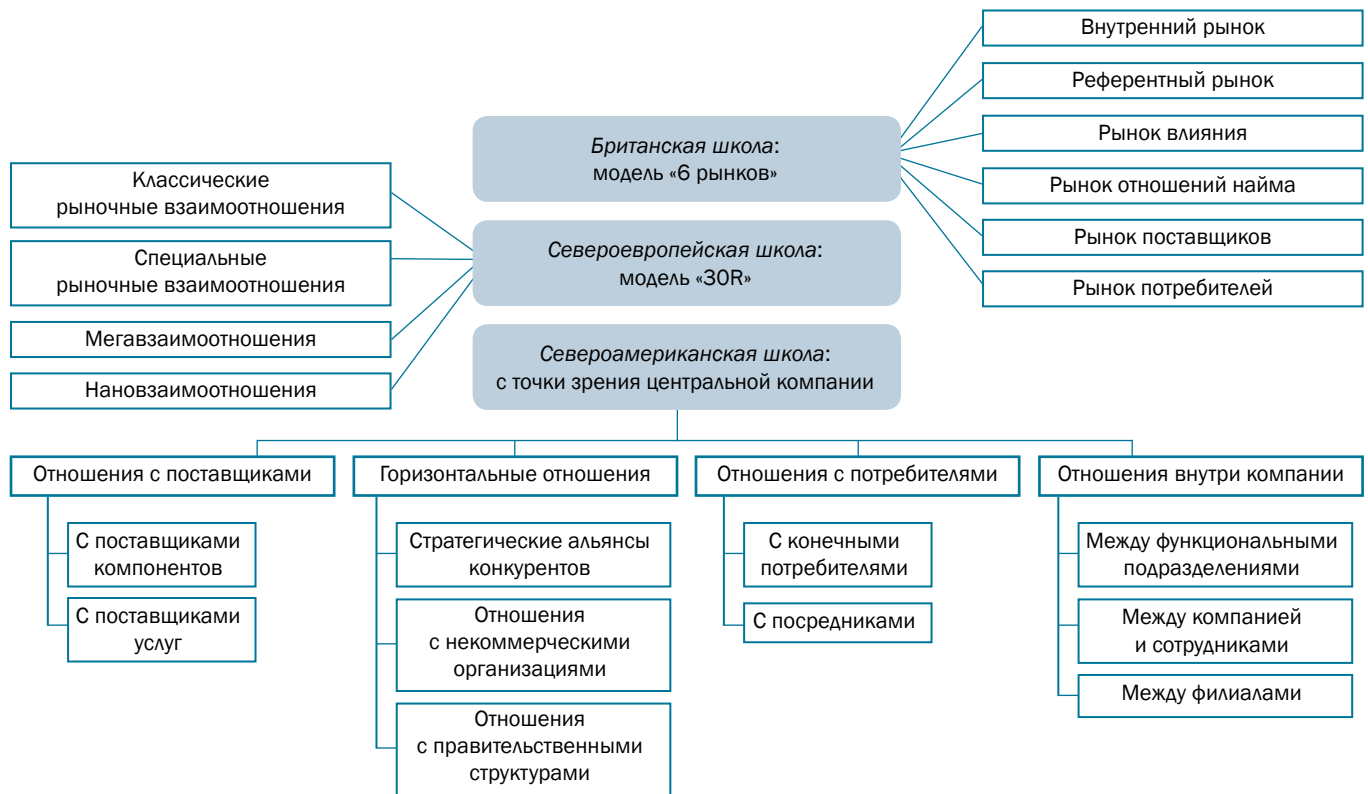 Внутренний рынок
Референтный рынок
Рынок влияния
Рынок отношений найма
Рынок поставщиков
Рынок потребителей
Британская школа:
модель «6 рынков»
Классические
рыночные взаимоотношения
Специальные
рыночные взаимоотношения
Мегавзаимоотношения
Нановзаимоотношения
Североевропейская школа:
модель «30R»
Североамериканская школа:
с точки зрения центральной компании
Отношения с поставщиками
С поставщиками
компонентов
С поставщиками
услуг
Горизонтальные отношения
Стратегические альянсы
конкурентов
Отношения
с некоммерческими
организациями
Отношения
с правительственными
структурами
Отношения с потребителями
С конечными
потребителями
С посредниками
Отношения внутри компании
Между функциональными
подразделениями
Между компанией
и сотрудниками
Между филиалами